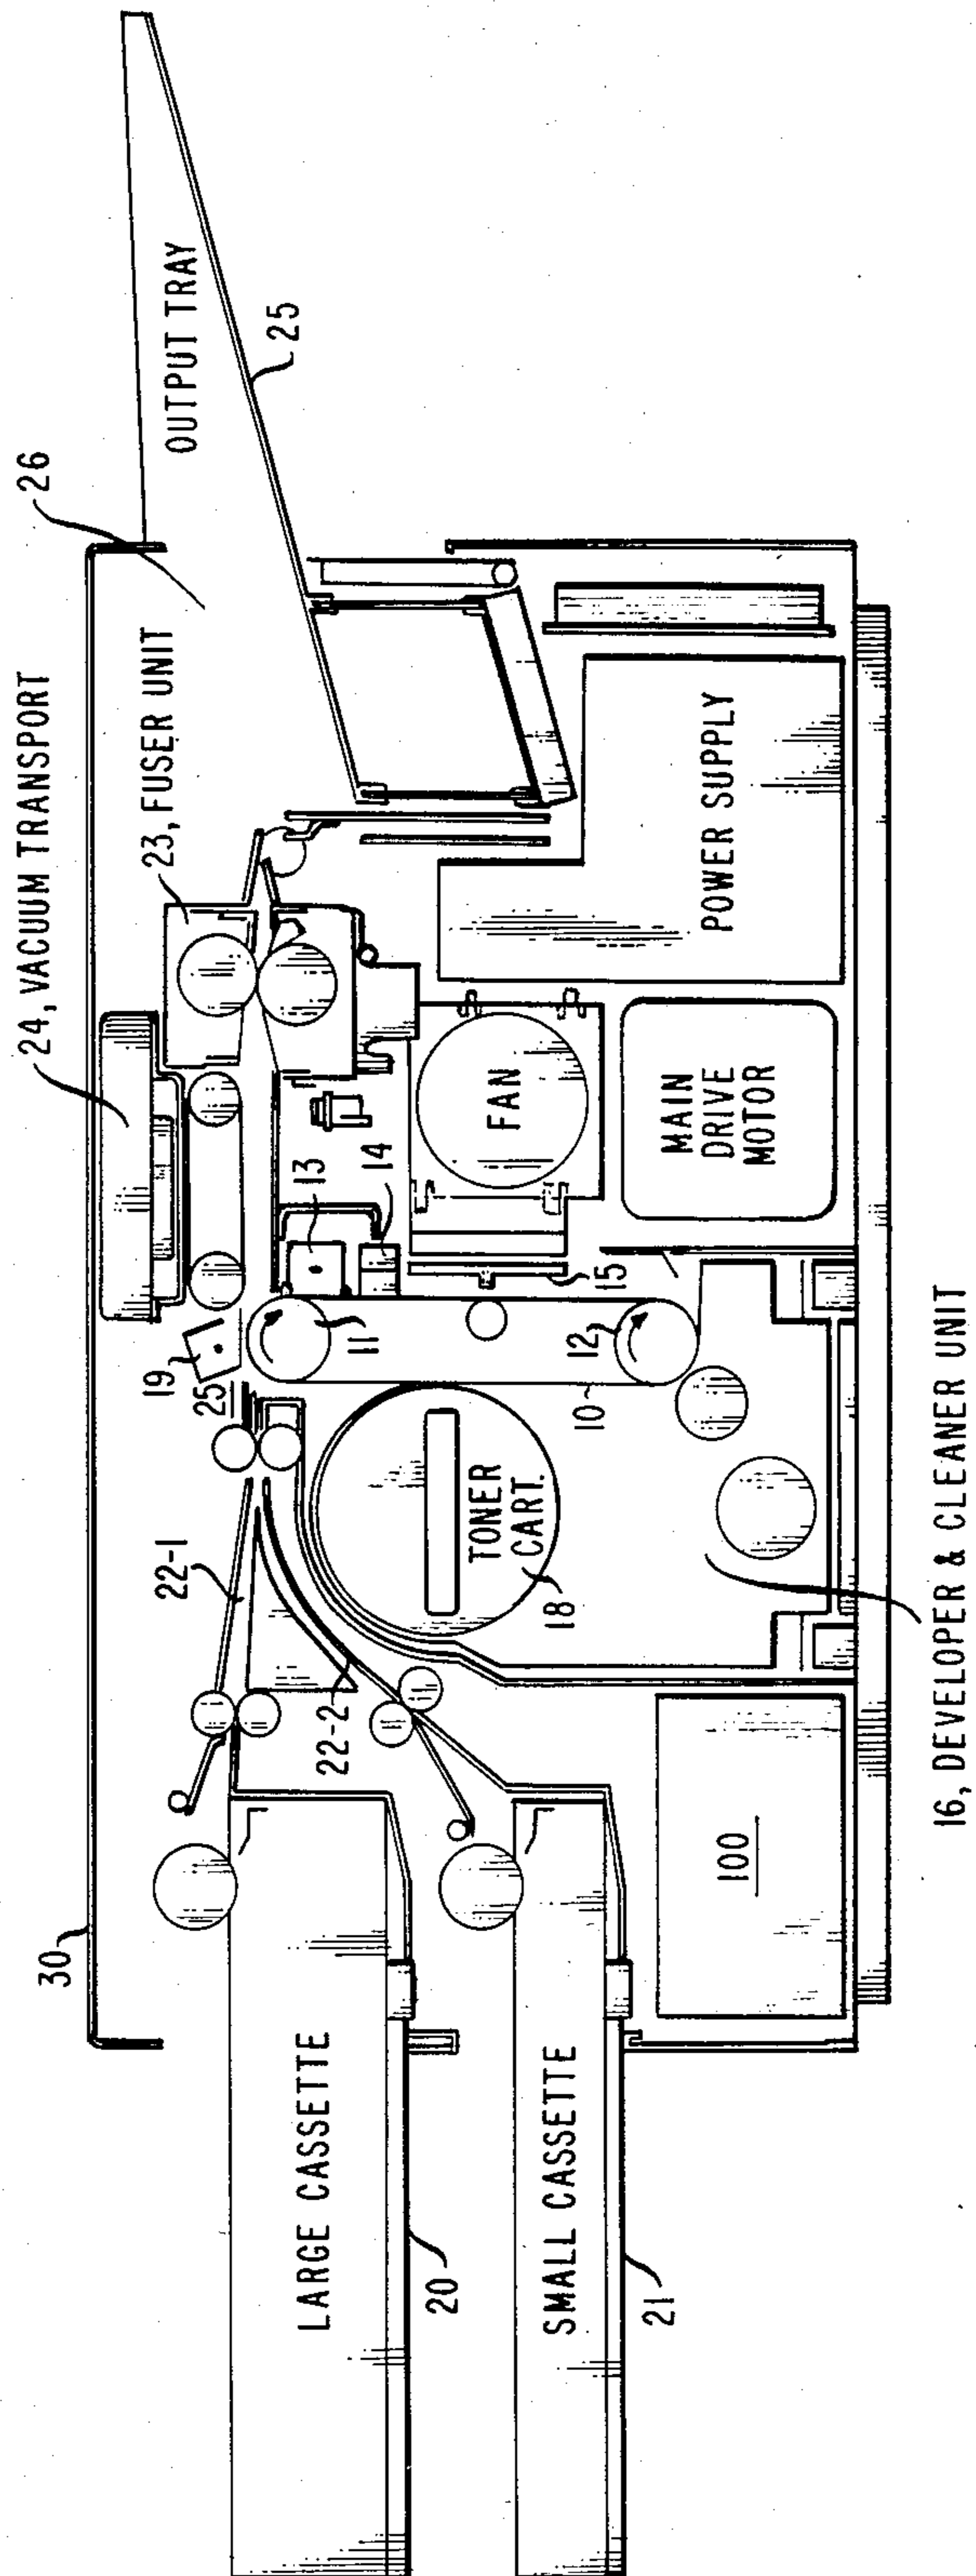 24, VACUUM TRANSPORT
23, FUSER UNIT
26
OUTPUT TRAY
25
30
22-1
19
25
13
14
11
22-2
LARGE CASSETTE
20
TONER
CART.
18
10
12
15
FAN
SMALL CASSETTE
21
100
MAIN
DRIVE
MOTOR
POWER SUPPLY
16, DEVELOPER & CLEANER UNIT